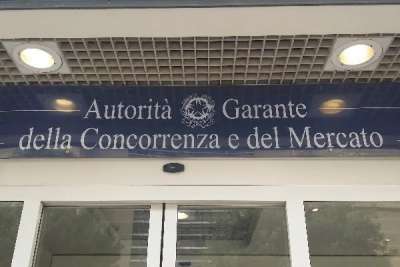 Autorità Garante
della Concorrenza e del Mercato